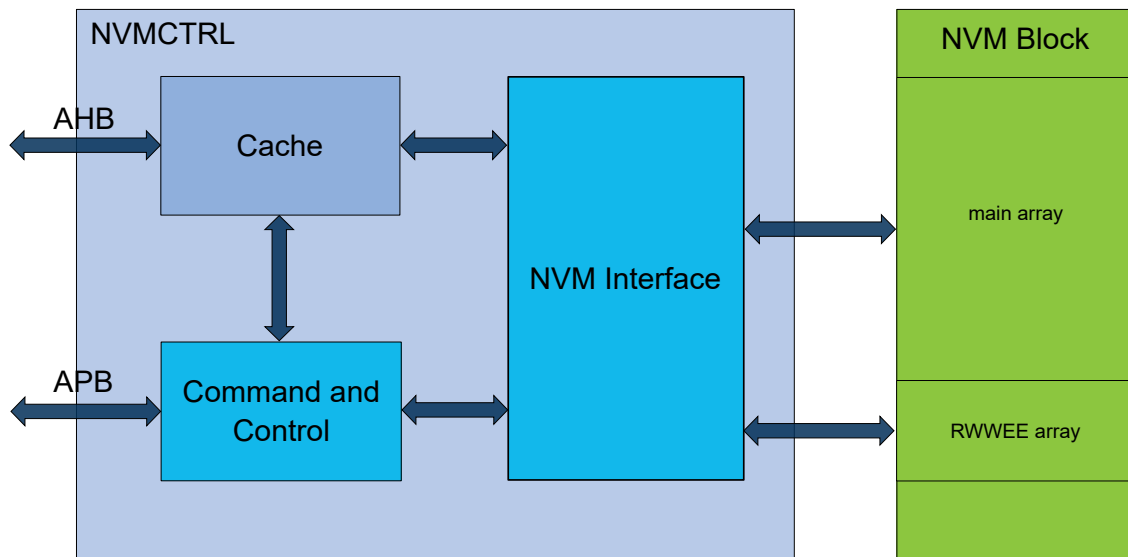 NVMCTRL
NVM Block
AHB
Cache
main array
NVM Interface
APB
Command and
Control
RWWEE array